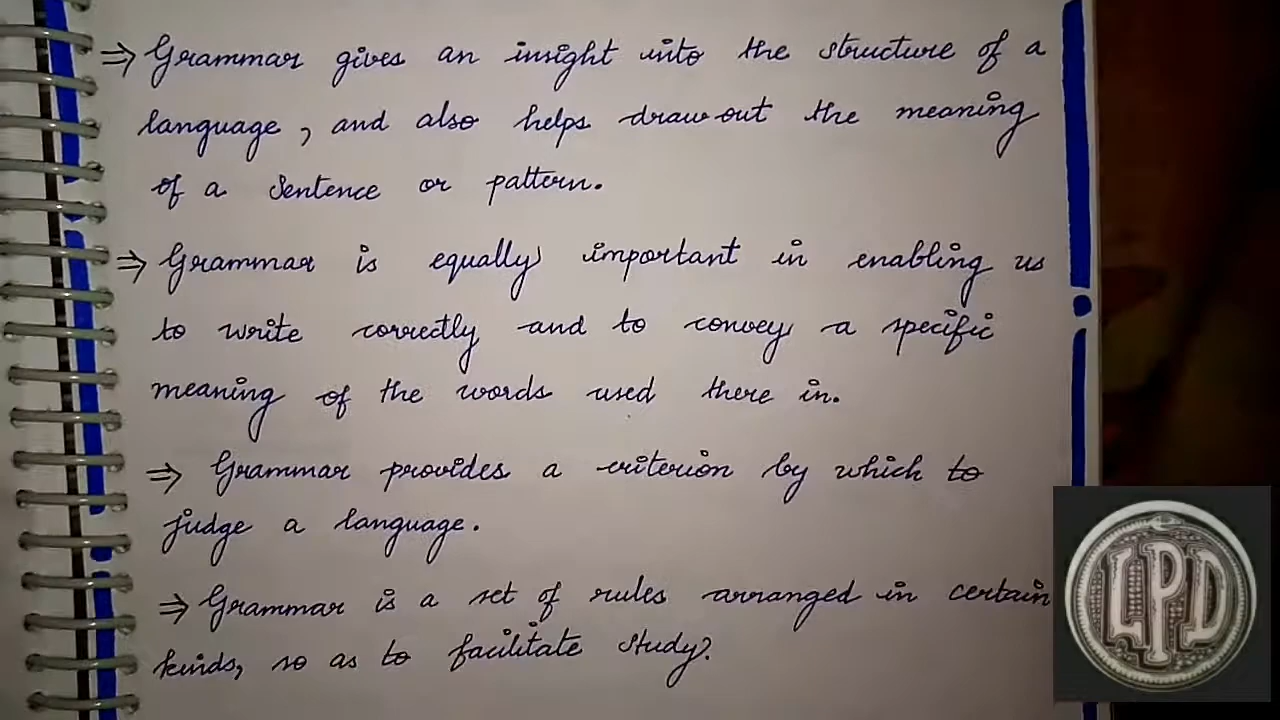 ⇒ Grammar gives an insight into the structure of a
language, and also helps draw out the meaning
of a sentence or pattern.
⇒ Grammar is equally important in enabling us
to write correctly and to convey a specific
meaning of the words used there in.
⇒ Grammar provides a criterion by which to
judge a language.
⇒ Grammar is a set of rules arranged in certain
kinds, so as to facilitate study.
LPD